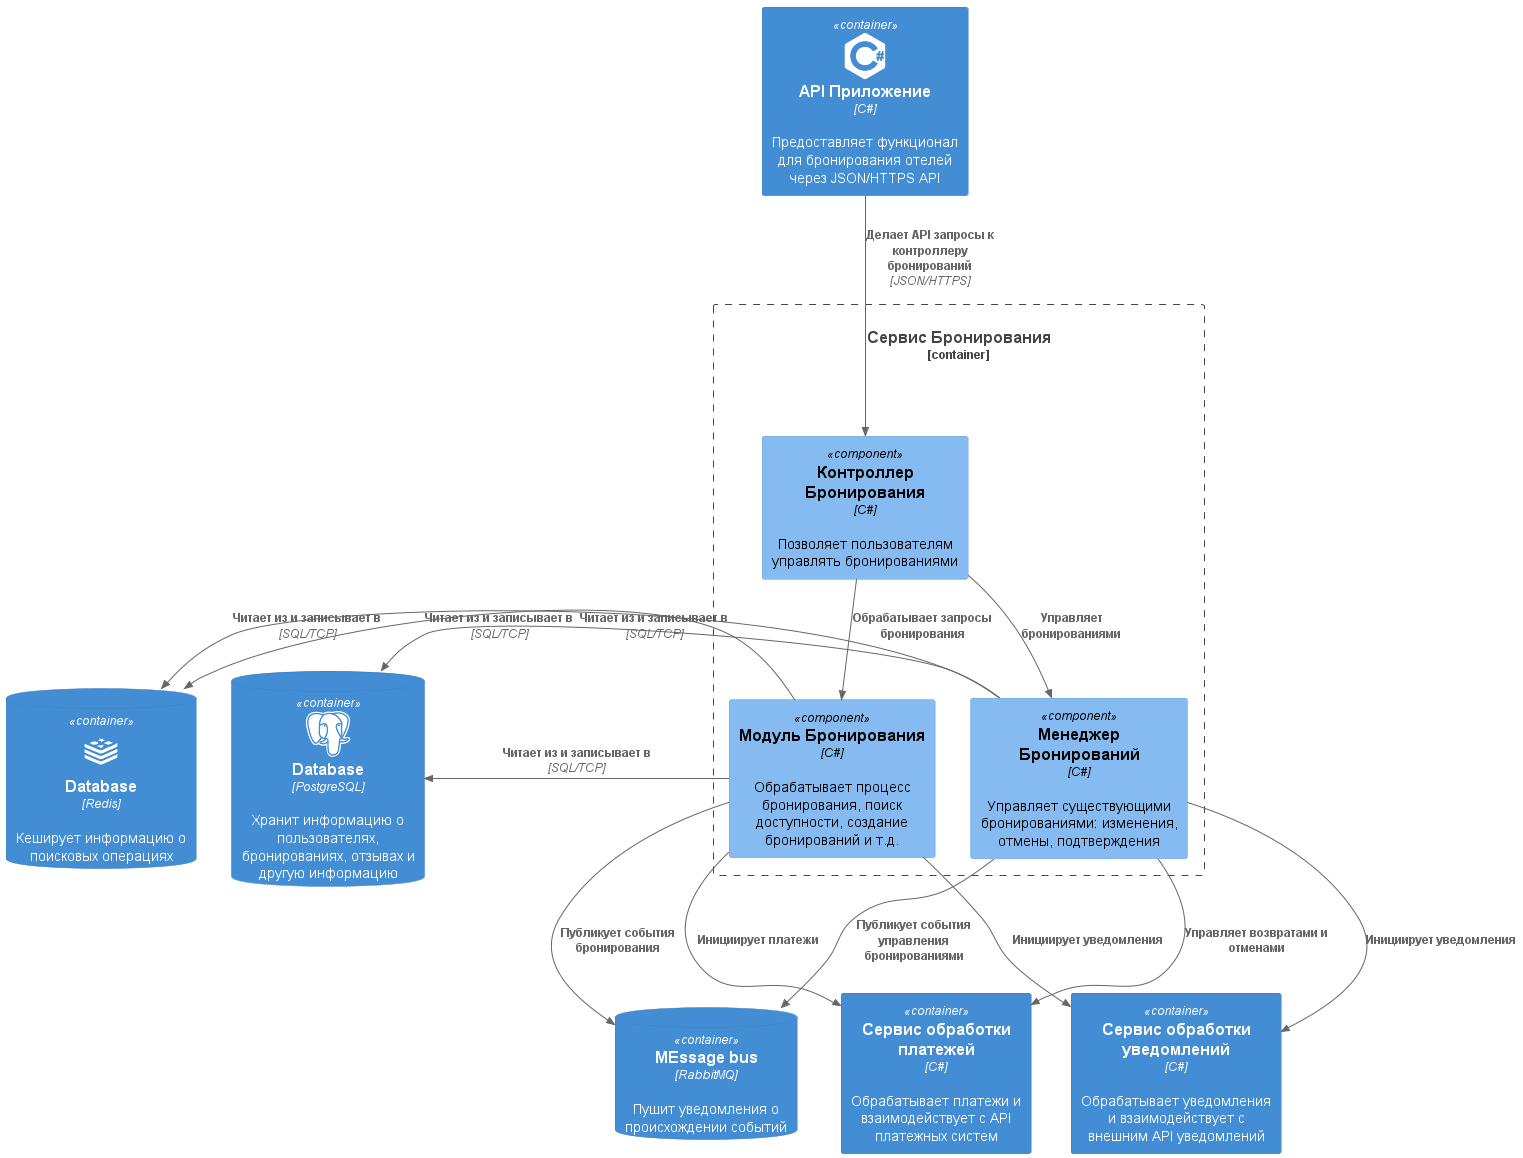 «container»
API Приложение
[C#]
Предоставляет функционал
для бронирования отелей
через JSON/HTTPS API
Делает API запросы к
контроллеру
бронирований
[JSON/HTTPS]
Сервис Бронирования
[container]
«component»
Контроллер
Бронирования
[C#]
Позволяет пользователям
управлять бронированиями
Читает из и записывает в
[SQL/TCP]
Читает из и записывает в
[SQL/TCP]
Читает из и записывает в
[SQL/TCP]
Обрабатывает запросы
бронирования
Управляет
бронированиями
«container»
Database
[Redis]
Кеширует информацию о
поисковых операциях
«container»
Database
[PostgreSQL]
Хранит информацию о
пользователях,
бронированиях, отзывах и
другую информацию
Читает из и записывает в
[SQL/TCP]
«component»
Модуль Бронирования
[C#]
Обрабатывает процесс
бронирования, поиск
доступности, создание
бронирований и т.д.
«component»
Менеджер
Бронирований
[C#]
Управляет существующими
бронированиями: изменения,
отмены, подтверждения
Публикует события
бронирования
Инициирует платежи
Публикует события
управления
бронированиями
Инициирует уведомления
Управляет возвратами и
отменами
Инициирует уведомления
«container»
MEssage bus
[RabbitMQ]
Пушит уведомления о
происхождении событий
«container»
Сервис обработки
платежей
[C#]
Обрабатывает платежи и
взаимодействует с API
платежных систем
«container»
Сервис обработки
уведомлений
[C#]
Обрабатывает уведомления
и взаимодействует с
внешним API уведомлений